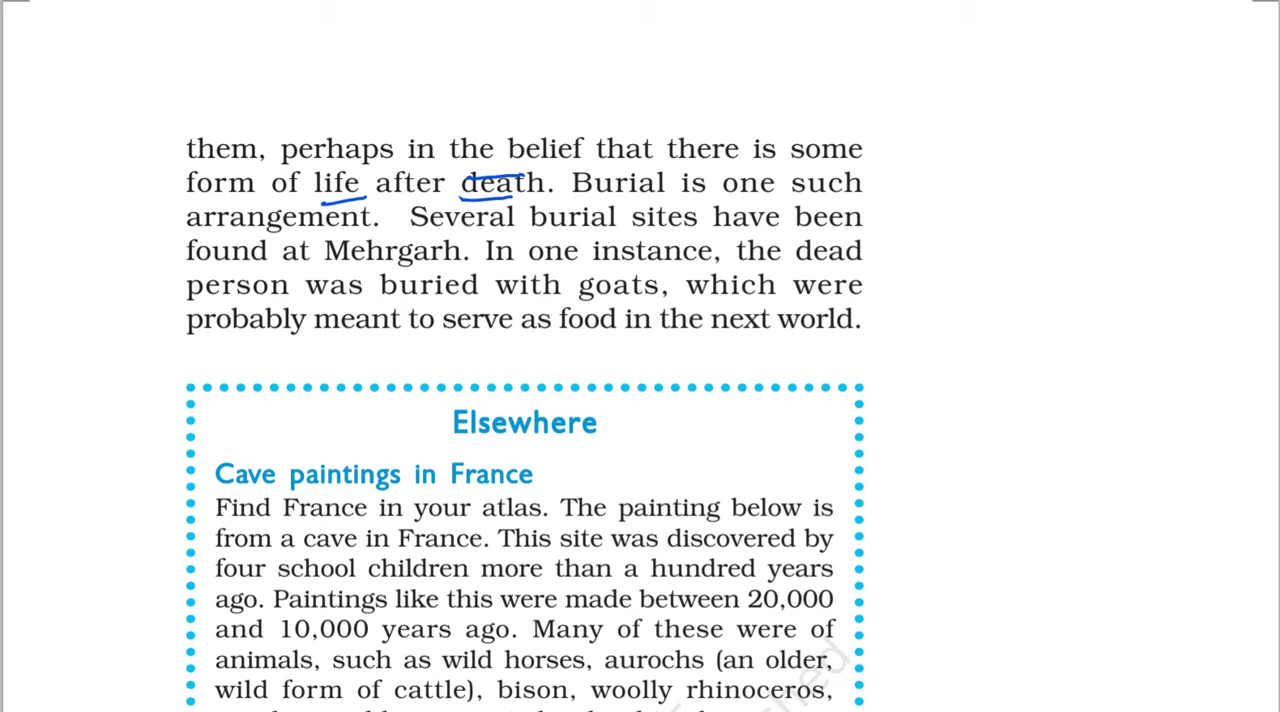 them, perhaps in the belief that there is some
form of life after death. Burial is one such
arrangement. Several burial sites have been
found at Mehrgarh. In one instance, the dead
person was buried with goats, which were
probably meant to serve as food in the next world.
Elsewhere
Cave paintings in France
Find France in your atlas. The painting below is
from a cave in France. This site was discovered by
four school children more than a hundred years
ago. Paintings like this were made between 20,000
and 10,000 years ago. Many of these were of
animals, such as wild horses, aurochs (an older,
wild form of cattle), bison, woolly rhinoceros,